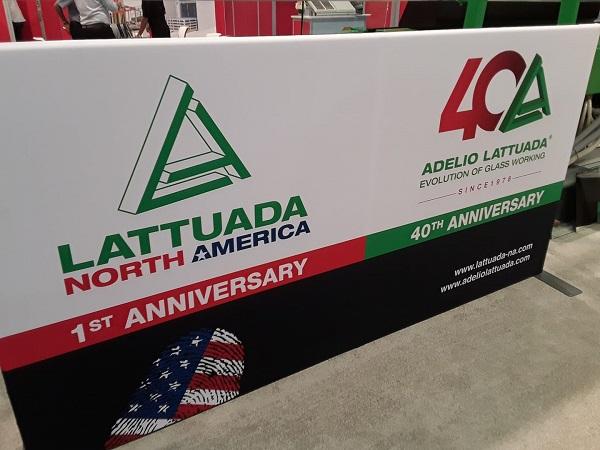 LATTUADA
NORTH AMERICA
1ST ANNIVERSARY
40A
ADELIO LATTUADA®
EVOLUTION OF GLASS WORKING
SINCE 1978
40TH ANNIVERSARY
www.lattuada-na.com
www.adeliolattuada.com